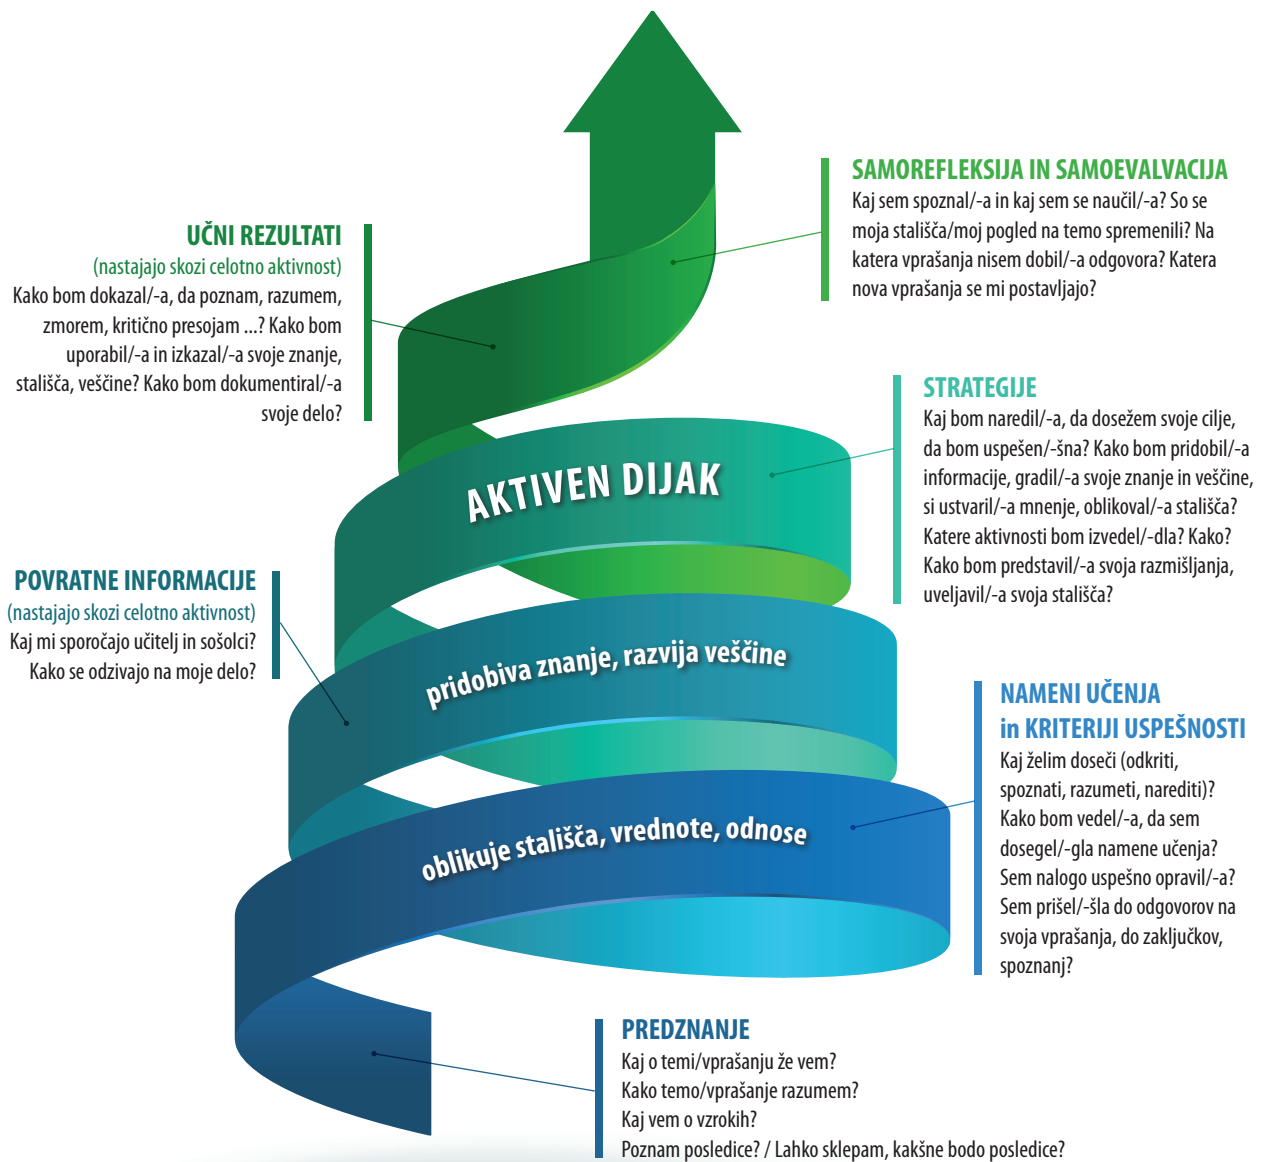 SAMOREFLEKSIJA IN SAMOEVALVACIJA
Kaj sem spoznal/-a in kaj sem se naučil/-a? So se
moja stališča/moj pogled na temo spremenili? Na
katera vprašanja nisem dobil/-a odgovora? Katera
nova vprašanja se mi postavljajo?
UČNI REZULTATI
(nastajajo skozi celotno aktivnost)
Kako bom dokazal/-a, da poznam, razumem,
zmorem, kritično presojam ...? Kako bom
uporabil/-a in izkazal/-a svoje znanje,
stališča, veščine? Kako bom dokumentiral/-a
svoje delo?
STRATEGIJE
Kaj bom naredil/-a, da dosežem svoje cilje,
da bom uspešen/-šna? Kako bom pridobil/-a
informacije, gradil/-a svoje znanje in veščine,
si ustvaril/-a mnenje, oblikoval/-a stališča?
Katere aktivnosti bom izvedel/-dla? Kako?
Kako bom predstavil/-a svoja razmišljanja,
uveljavil/-a svoja stališča?
AKTIVEN DIJAK
POVRATNE INFORMACIJE
(nastajajo skozi celotno aktivnost)
Kaj mi sporočajo učitelj in sošolci?
Kako se odzivajo na moje delo?
pridobiva znanje, razvija veščine
NAMENI UČENJA
in KRITERIJI USPEŠNOSTI
Kaj želim doseči (odkriti,
spoznati, razumeti, narediti)?
Kako bom vedel/-a, da sem
dosegel/-gla namene učenja?
Sem nalogo uspešno opravil/-a?
Sem prišel/-šla do odgovorov na
svoja vprašanja, do zaključkov,
spoznanj?
oblikuje stališča, vrednote, odnose
PREDZNANJE
Kaj o temi/vprašanju že vem?
Kako temo/vprašanje razumem?
Kaj vem o vzrokih?
Poznam posledice? / Lahko sklepam, kakšne bodo posledice?